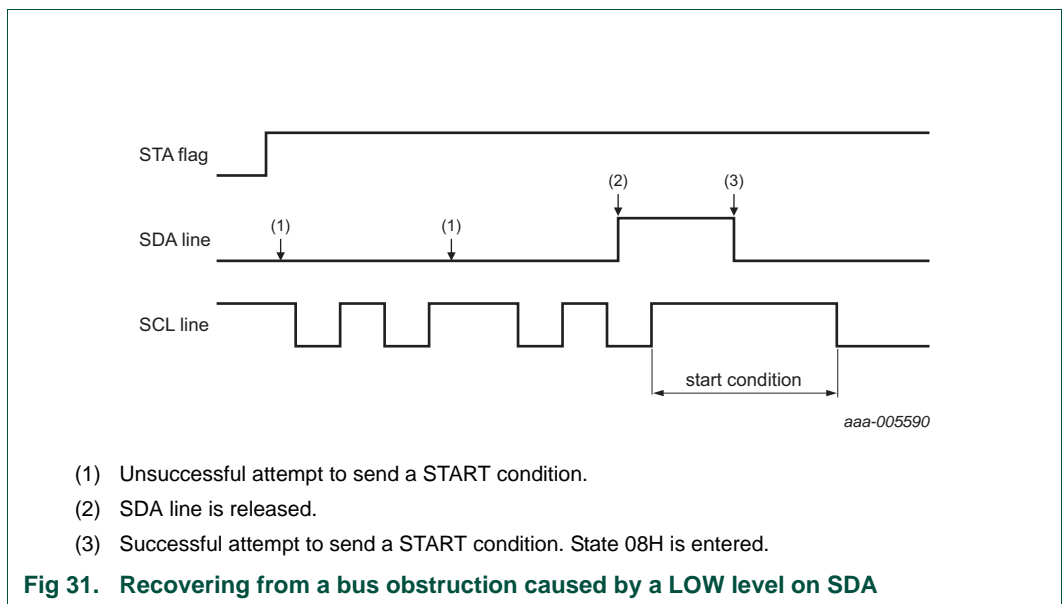 STA flag
(2) (3)
(1) (1)
SDA line
SCL line
start condition
aaa-005590
(1) Unsuccessful attempt to send a START condition.
(2) SDA line is released.
(3) Successful attempt to send a START condition. State 08H is entered.
Fig 31. Recovering from a bus obstruction caused by a LOW level on SDA